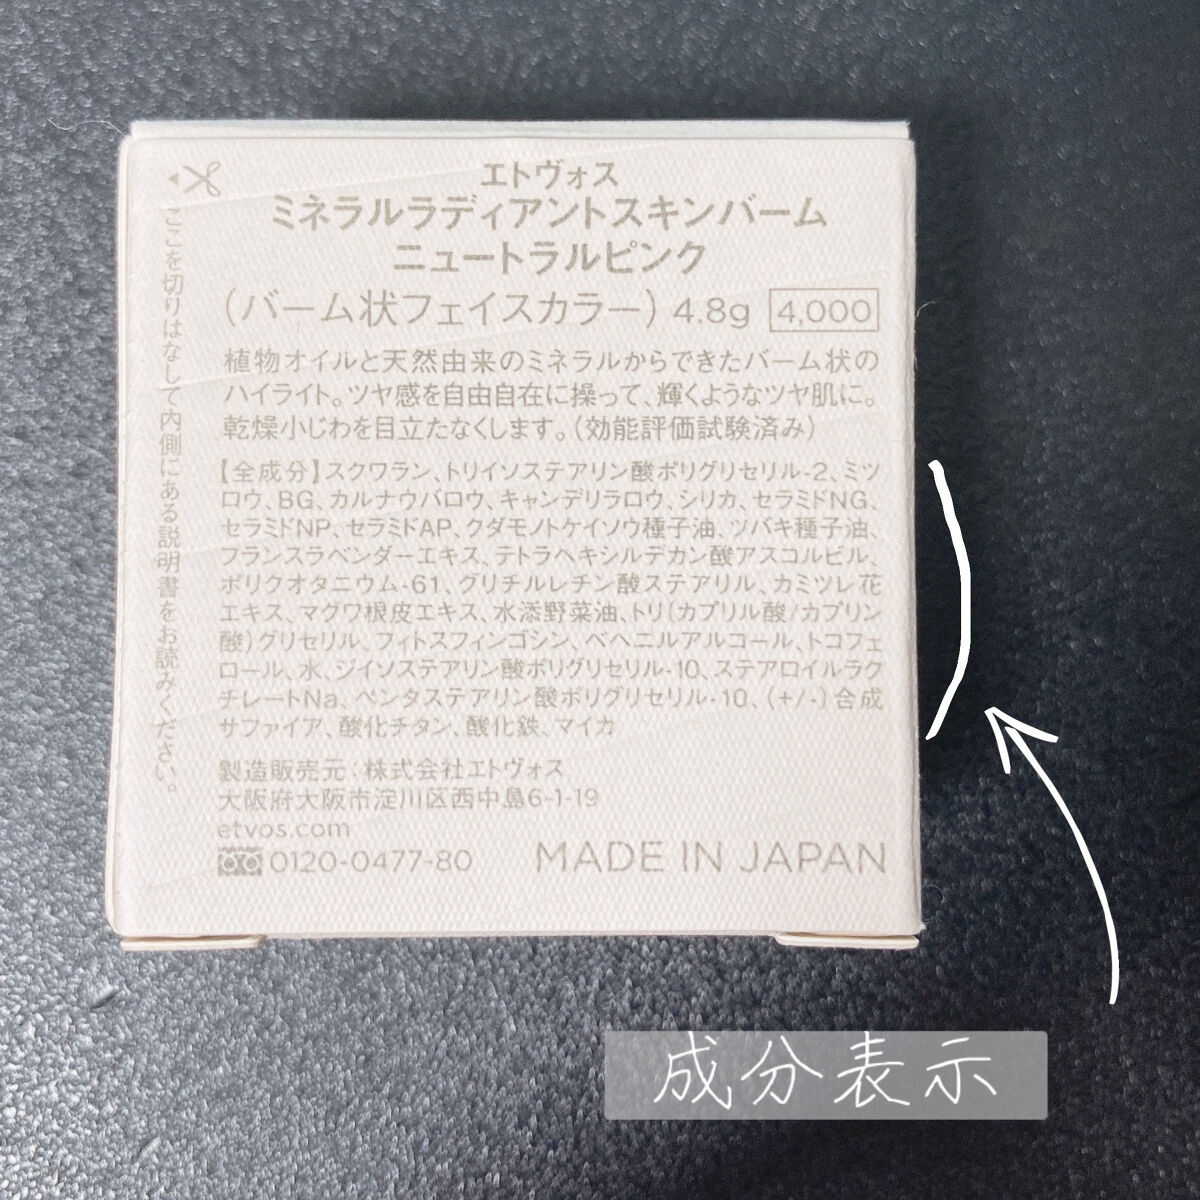 エトヴォス
ミネラルラディアントスキンバーム
ニュートラルピンク
(バーム状フェイスカラー) 4.8g 4,000
植物オイルと天然由来のミネラルからできたバーム状の
ハイライト。ツヤ感を自由自在に操って、輝くようなツヤ肌に。
乾燥小じわを目立たなくします。(効能評価試験済み)
【全成分】スクワラン、トリイソステアリン酸ポリグリセリル-2、ミツ
ロウ、BG、カルナウバロウ、キャンデリラロウ、シリカ、セラミドNG、
セラミドNP、セラミドAP、クダモノトケイソウ種子油、ツバキ種子油、
フランスラベンダーエキス、テトラヘキシルデカン酸アスコルビル、
ポリクオタニウム-61、グリチルレチン酸ステアリル、カミツレ花
エキス、マグワ根皮エキス、水添野菜油、トリ(カプリル酸/カプリン
酸)グリセリル、フィトスフィンゴシン、ベヘニルアルコール、トコフェ
ロール、水、ジイソステアリン酸ポリグリセリル-10、ステアロイルラク
チレートNa、ペンタステアリン酸ポリグリセリル-10、(+/-)合成
サファイア、酸化チタン、酸化鉄、マイカ
製造販売元:株式会社エトヴォス
大阪府大阪市淀川区西中島6-1-19
etvos.com
0120-0477-80
MADE IN JAPAN
ここを切りはなして内側にある説明書をお読みください。
成分表示